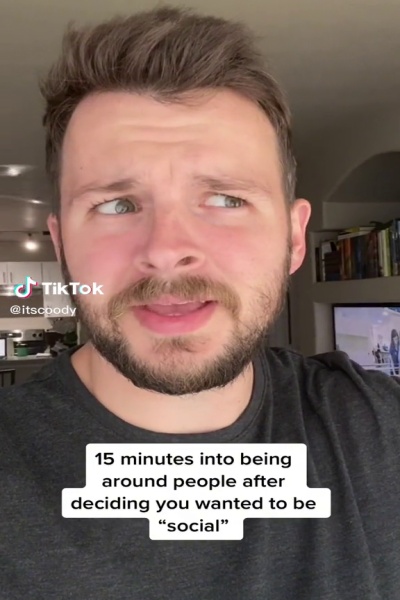 TikTok
@itscoody
15 minutes into being
around people after
deciding you wanted to be
“social”